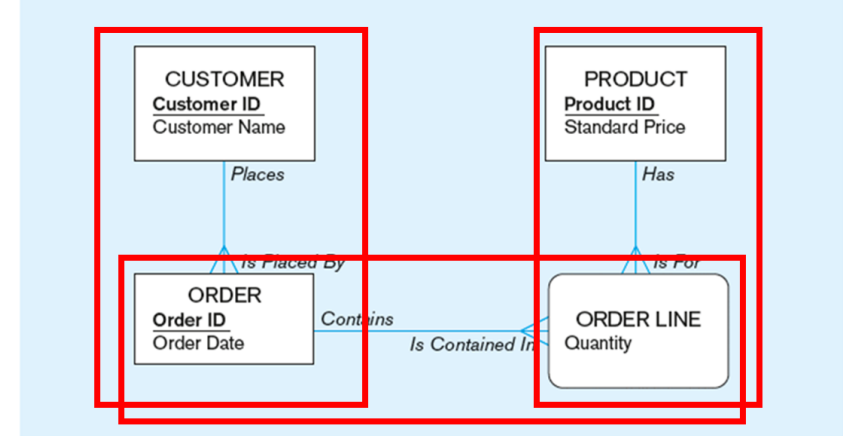 CUSTOMER
Customer ID
Customer Name
PRODUCT
Product ID
Standard Price
Places
Has
Is Placed By
Is For
ORDER
Order ID
Order Date
Contains
Is Contained In
ORDER LINE
Quantity